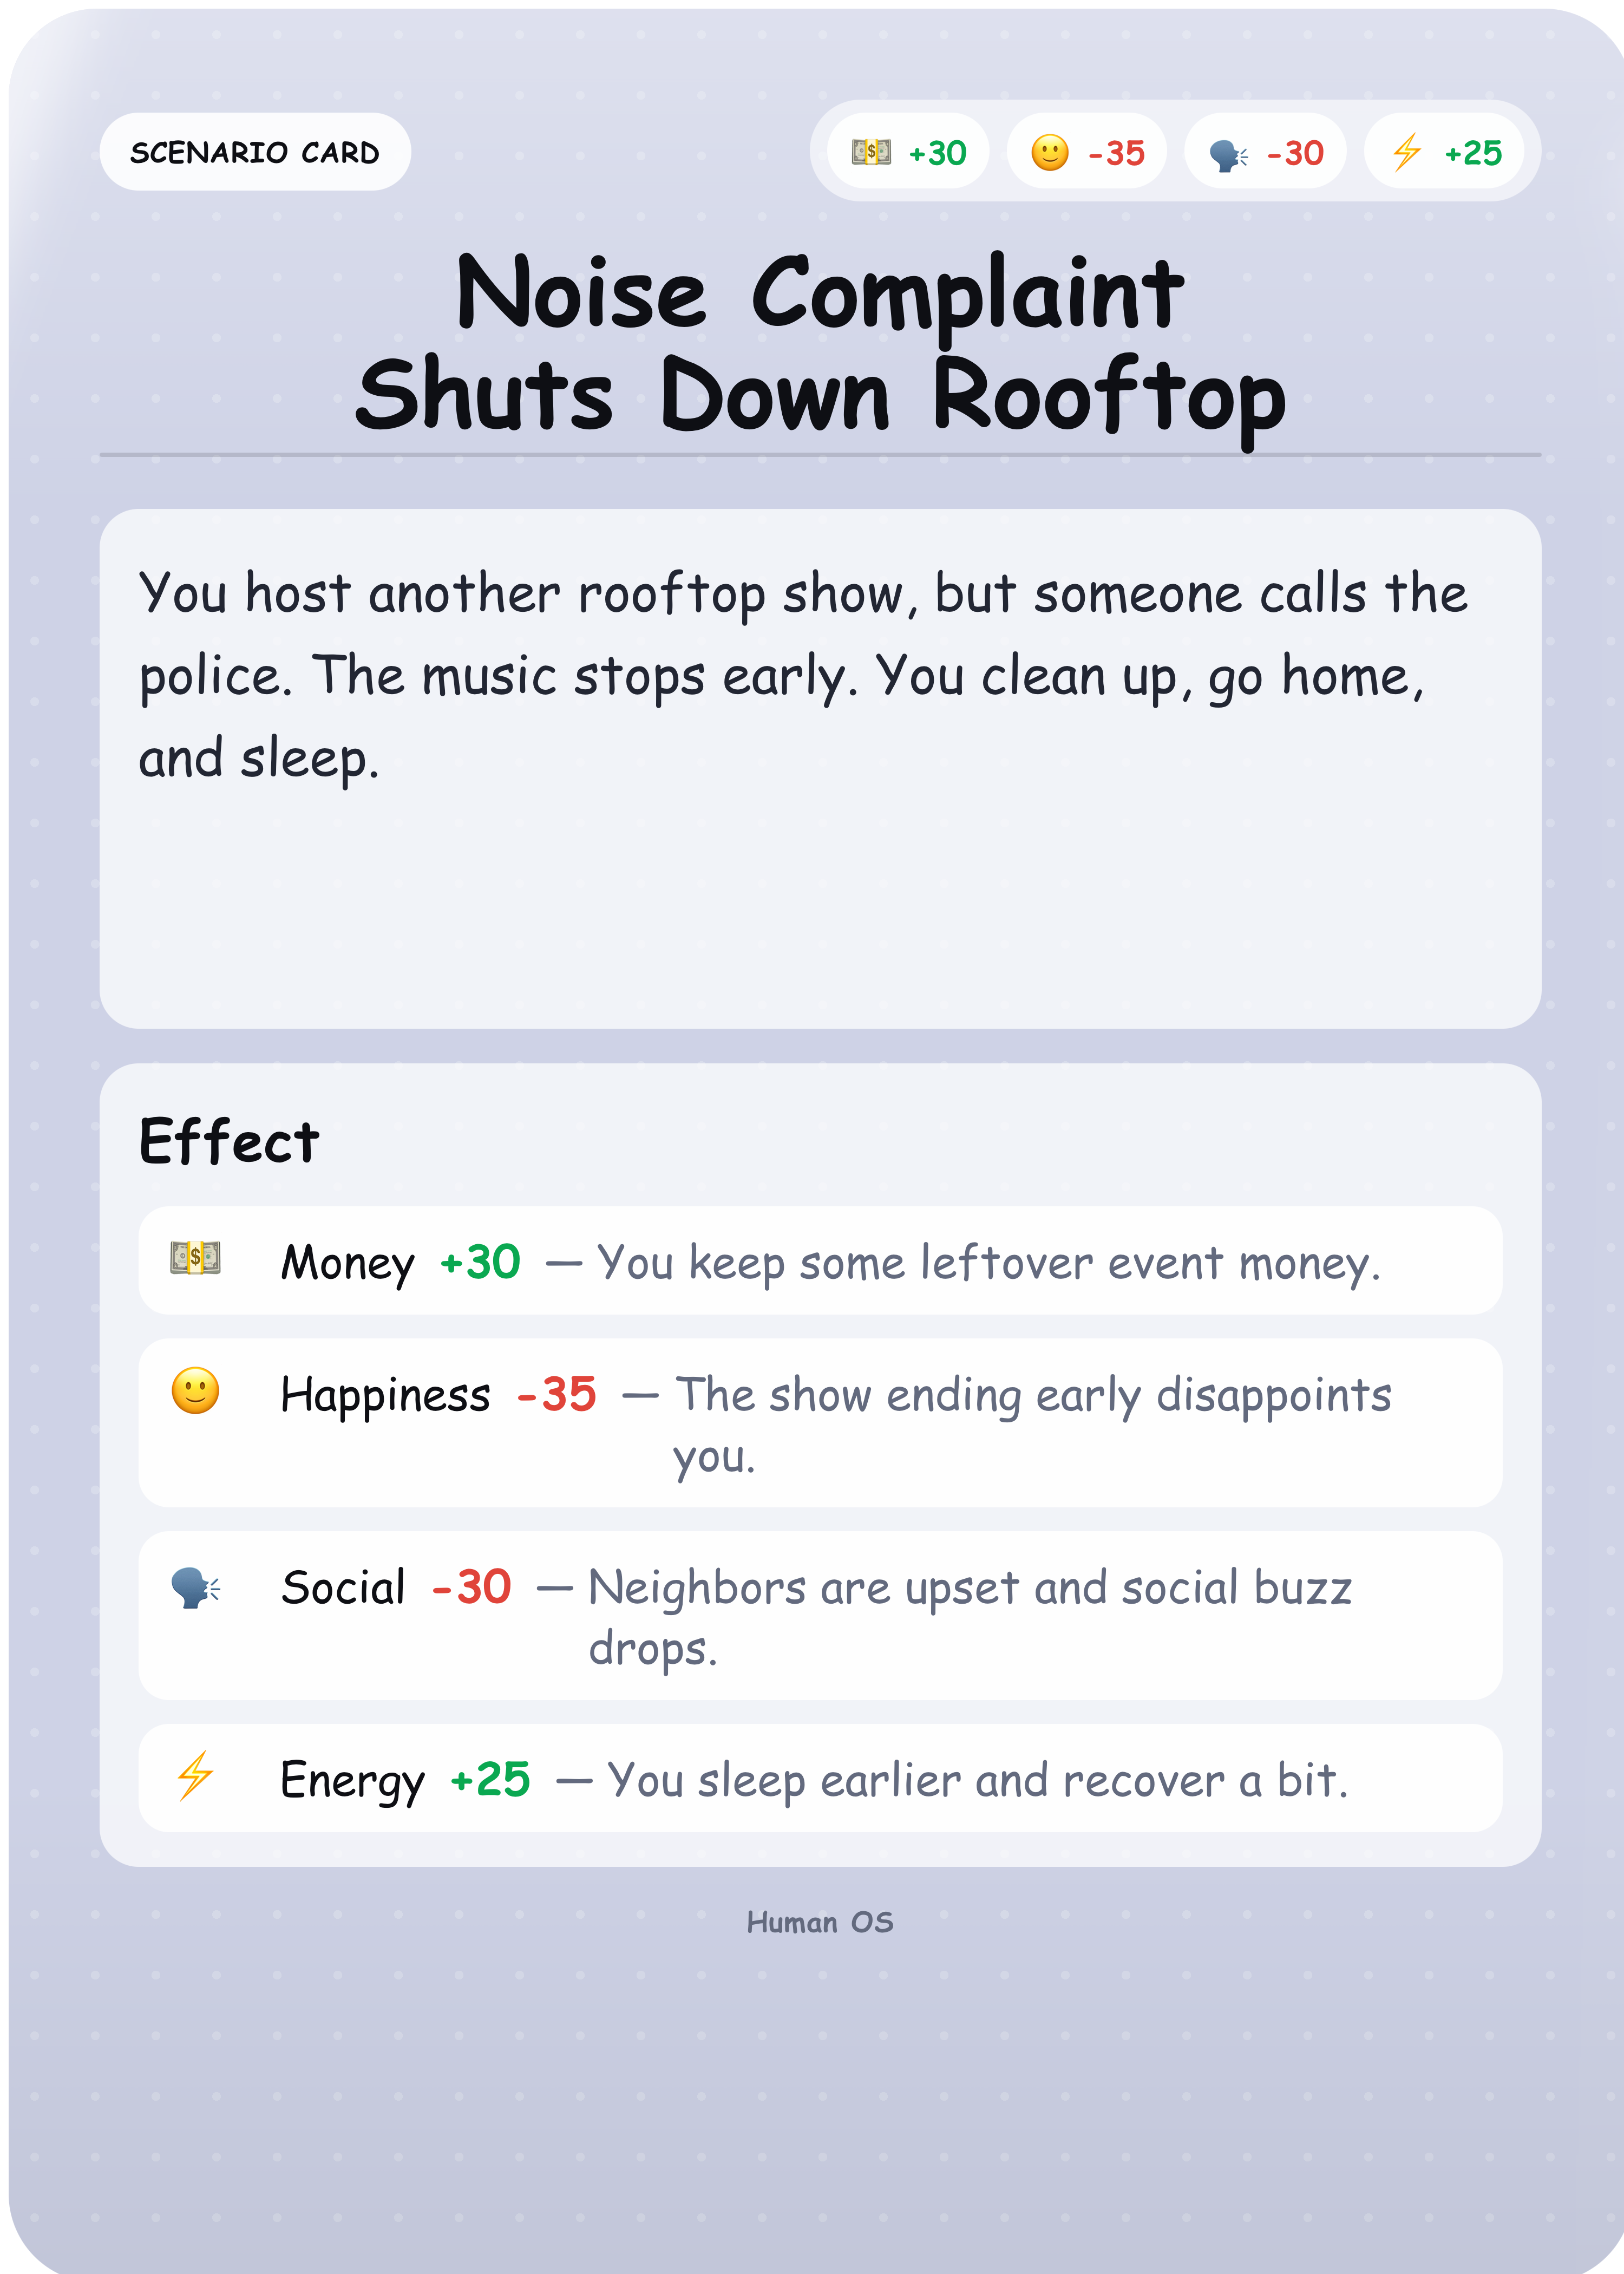 SCENARIO CARD
+30 -35 -30 +25
Noise Complaint
Shuts Down Rooftop
You host another rooftop show, but someone calls the
police. The music stops early. You clean up, go home,
and sleep.
Effect
Money +30 — You keep some leftover event money.
Happiness -35 — The show ending early disappoints
you.
Social -30 — Neighbors are upset and social buzz
drops.
Energy +25 — You sleep earlier and recover a bit.
Human OS